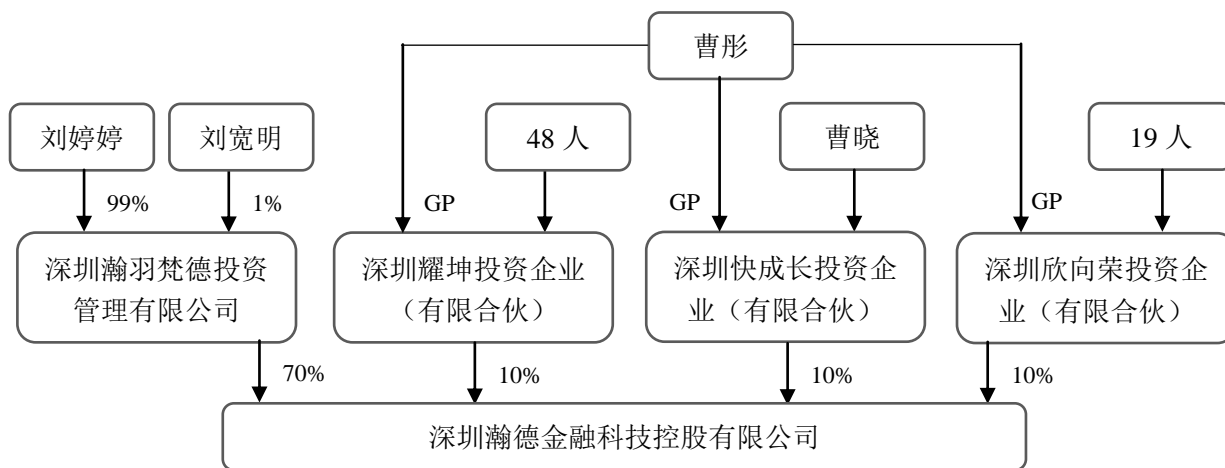 曹彤
刘婷婷
刘宽明
48 人
曹晓
19 人
99%
1%
GP
GP
GP
深圳瀚羽梵德投资
管理有限公司
深圳耀坤投资企业
（有限合伙）
深圳快成长投资企
业（有限合伙）
深圳欣向荣投资企
业（有限合伙）
70%
10%
10%
10%
深圳瀚德金融科技控股有限公司